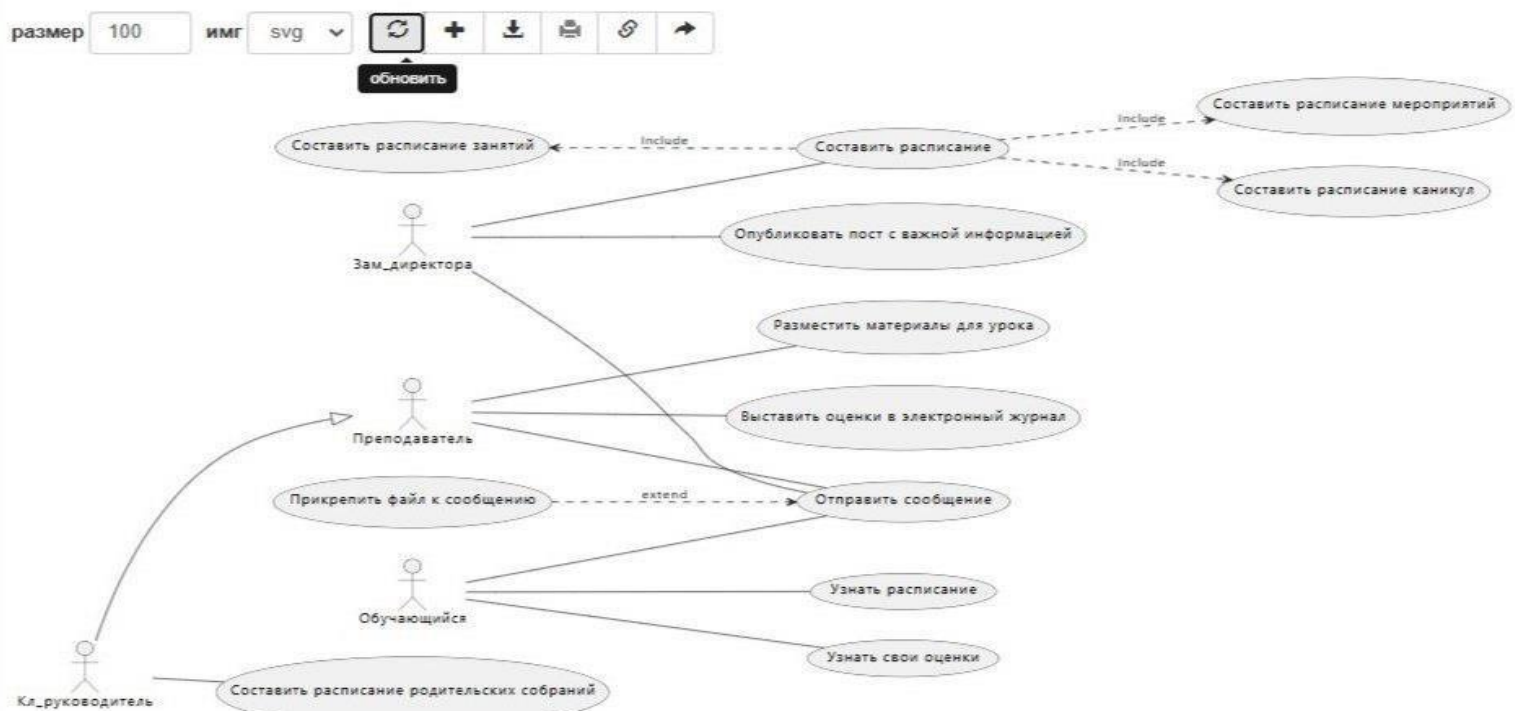 размер 100 имг svg
обновить
Составить расписание мероприятий
Include
Составить расписание занятий
Include
Составить расписание
Include
Составить расписание каникул
Опубликовать пост с важной информацией
Зам_директора
Разместить материалы для урока
Выставить оценки в электронный журнал
Преподаватель
Прикрепить файл к сообщению
extend
Отправить сообщение
Узнать расписание
Обучающийся
Узнать свои оценки
Составить расписание родительских собраний
Кл_руководитель